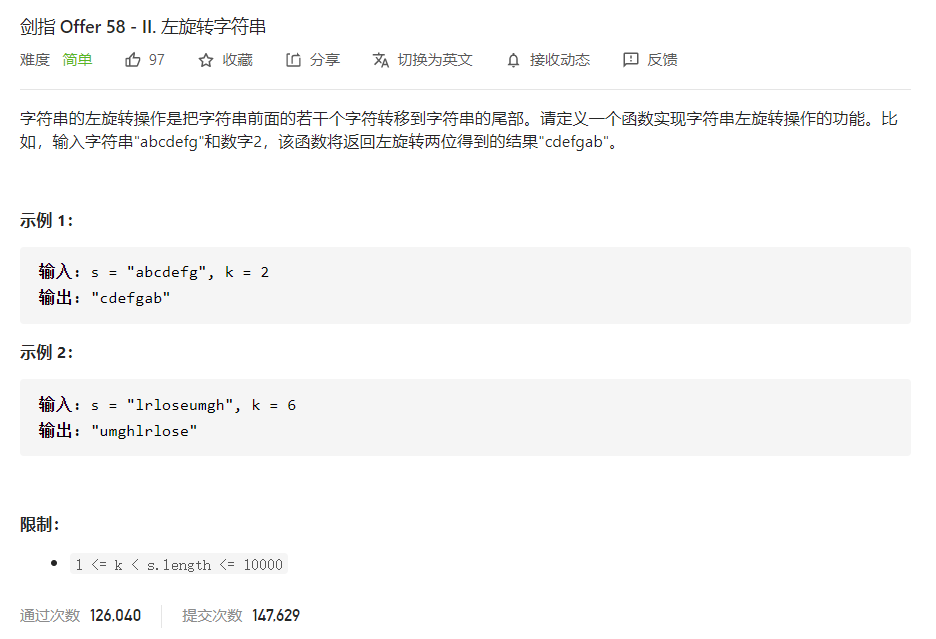 剑指 Offer 58 - II. 左旋转字符串
难度 简单 97 收藏 分享 切换为英文 接收动态 反馈
字符串的左旋转操作是把字符串前面的若干个字符转移到字符串的尾部。请定义一个函数实现字符串左旋转操作的功能。比
如，输入字符串"abcdefg"和数字2，该函数将返回左旋转两位得到的结果"cdefgab"。
示例 1：
输入: s = "abcdefg", k = 2
输出: "cdefgab"
示例 2：
输入: s = "lrloseumgh", k = 6
输出: "umghlrlose"
限制：
• 1 <= k < s.length <= 10000
通过次数 126,040 提交次数 147,629